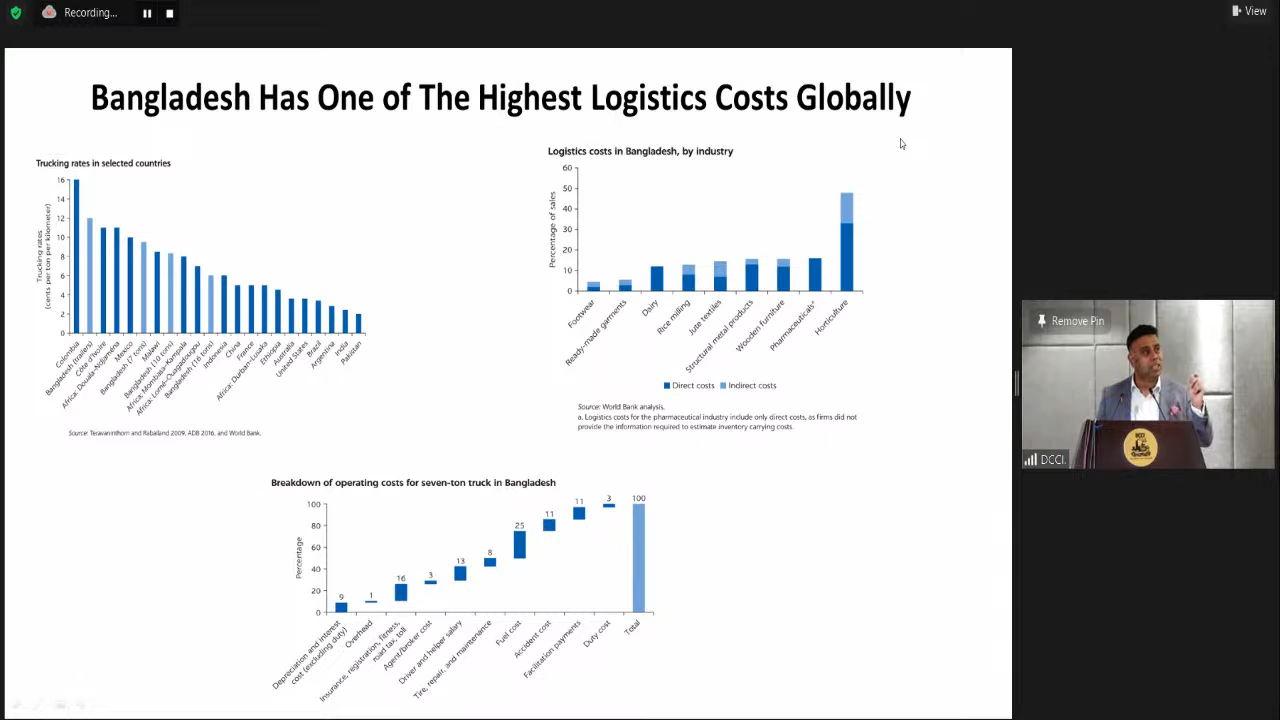 Recording...
View
Bangladesh Has One of The Highest Logistics Costs Globally
Trucking rates in selected countries
Trucking rates
(cents per ton per kilometer)
16
14
12
10
8
6
4
2
0
Colombia
Bangladesh (trailers)
Côte d'Ivoire
Africa: Douala–Ndjaména
Mexico
Bangladesh (7 tons)
Malawi
Bangladesh (10 tons)
Africa: Mombasa–Kampala
Africa: Lomé–Ouagadougou
Bangladesh (16 tons)
Indonesia
China
France
Africa: Durban–Lusaka
Ethiopia
Australia
United States
Brazil
Argentina
India
Pakistan
Source: Teravaninthorn and Raballand 2009, ADB 2016, and World Bank.
Logistics costs in Bangladesh, by industry
Percentage of sales
60
50
40
30
20
10
0
Footwear
Ready-made garments
Dairy
Rice milling
Jute textiles
Structural metal products
Wooden furniture
Pharmaceuticalsᵃ
Horticulture
Direct costs
Indirect costs
Source: World Bank analysis.
a. Logistics costs for the pharmaceutical industry include only direct costs, as firms did not
provide the information required to estimate inventory carrying costs.
Breakdown of operating costs for seven-ton truck in Bangladesh
Percentage
100
80
60
40
20
0
9
1
16
3
13
8
25
11
11
3
100
Depreciation and interest
cost (excluding duty)
Overhead
Insurance, registration, fitness,
road tax, toll
Agent/broker cost
Driver and helper salary
Tire, repair, and maintenance
Fuel cost
Accident cost
Facilitation payments
Duty cost
Total
Remove Pin
DCCI
DCCI.